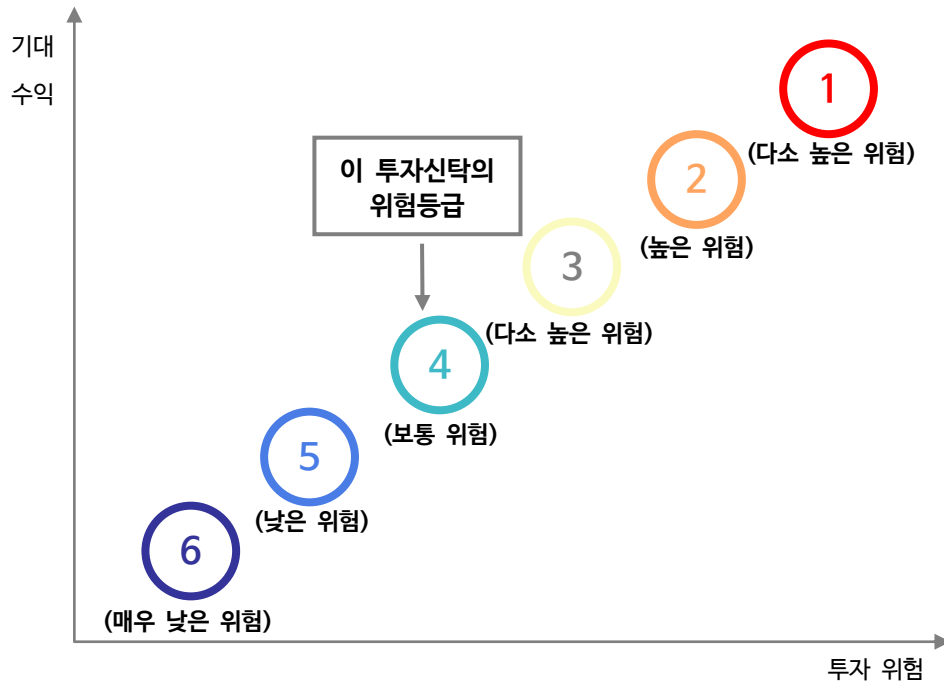 기대
수익
1
(다소 높은 위험)
이 투자신탁의
위험등급
2
(높은 위험)
3
(다소 높은 위험)
4
(보통 위험)
5
(낮은 위험)
6
(매우 낮은 위험)
투자 위험